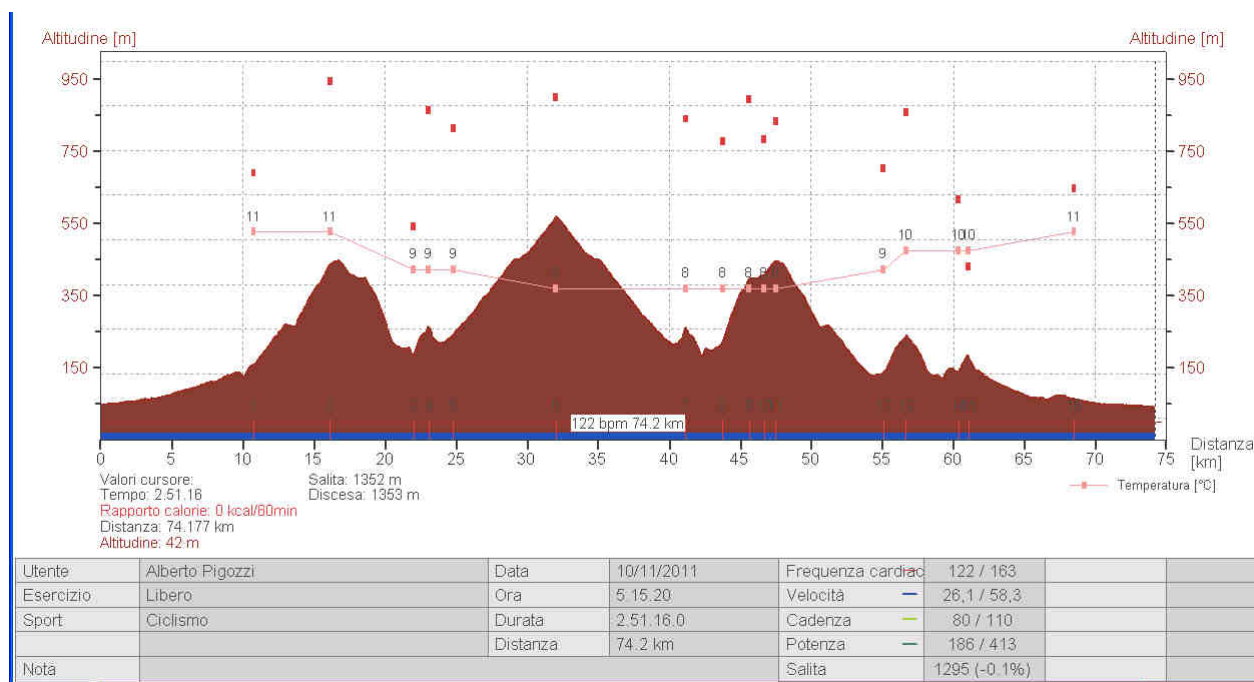 Altitudine [m] Altitudine [m]
950 950
750 750
550 550
350 350
150 150
11 11 9 9 9 8 8 8 8 9 10 10 10 11
122 bpm 74.2 km
0 5 10 15 20 25 30 35 40 45 50 55 60 65 70 75
Distanza
[km]
Temperatura [°C]
Valori cursore: Salita: 1352 m
Tempo: 2.51.16 Discesa: 1353 m
Rapporto calorie: 0 kcal/60min
Distanza: 74.177 km
Altitudine: 42 m
Utente Alberto Pigozzi Data 10/11/2011 Frequenza cardiac 122 / 163
Esercizio Libero Ora 5.15.20 Velocità 26,1 / 58,3
Sport Ciclismo Durata 2.51.16.0 Cadenza 80 / 110
Distanza 74.2 km Potenza 186 / 413
Nota Salita 1295 (-0.1%)